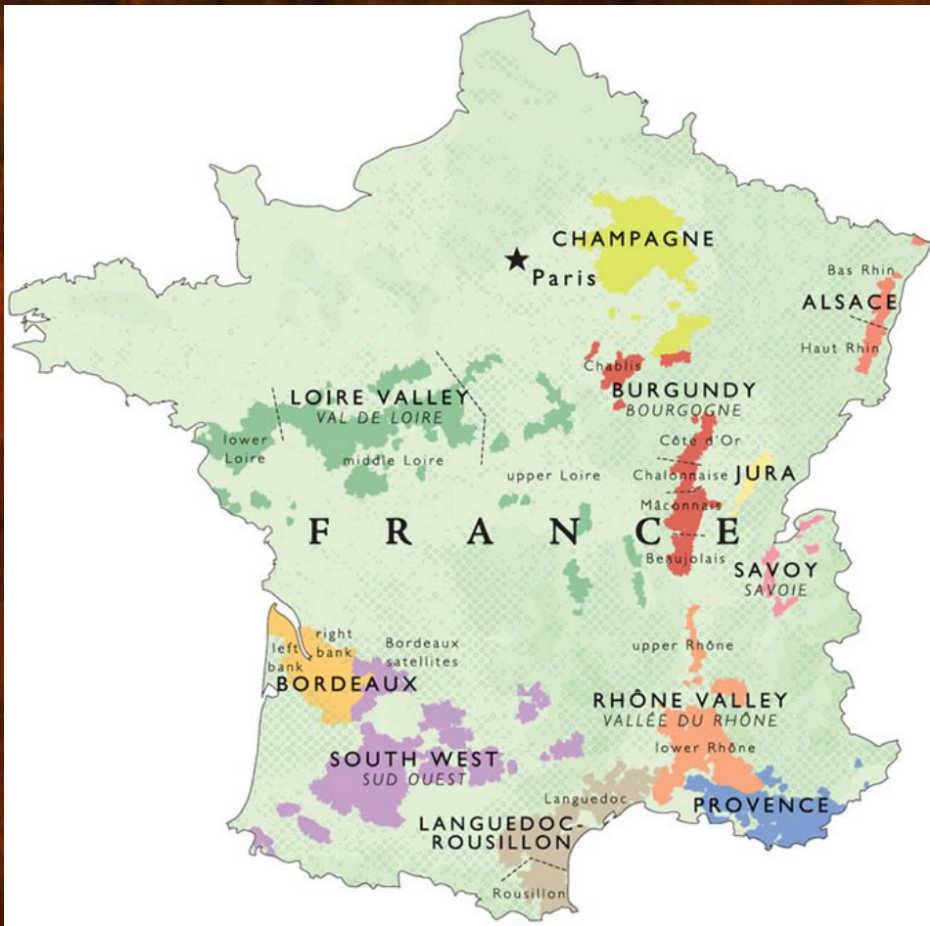 CHAMPAGNE
Paris
Bas Rhin
ALSACE
Haut Rhin
Chablis
BURGUNDY
BOURGOGNE
LOIRE VALLEY
VAL DE LOIRE
lower
Loire
middle Loire
upper Loire
Côte d'Or
Chalonnaise
JURA
Mâconnais
FRANCE
Beaujolais
SAVOY
SAVOIE
left
bank
right
bank
Bordeaux
satellites
BORDEAUX
upper Rhône
RHÔNE VALLEY
VALLÉE DU RHÔNE
lower Rhône
SOUTH WEST
SUD OUEST
Languedoc
PROVENCE
LANGUEDOC-
ROUSILLON
Rousillon